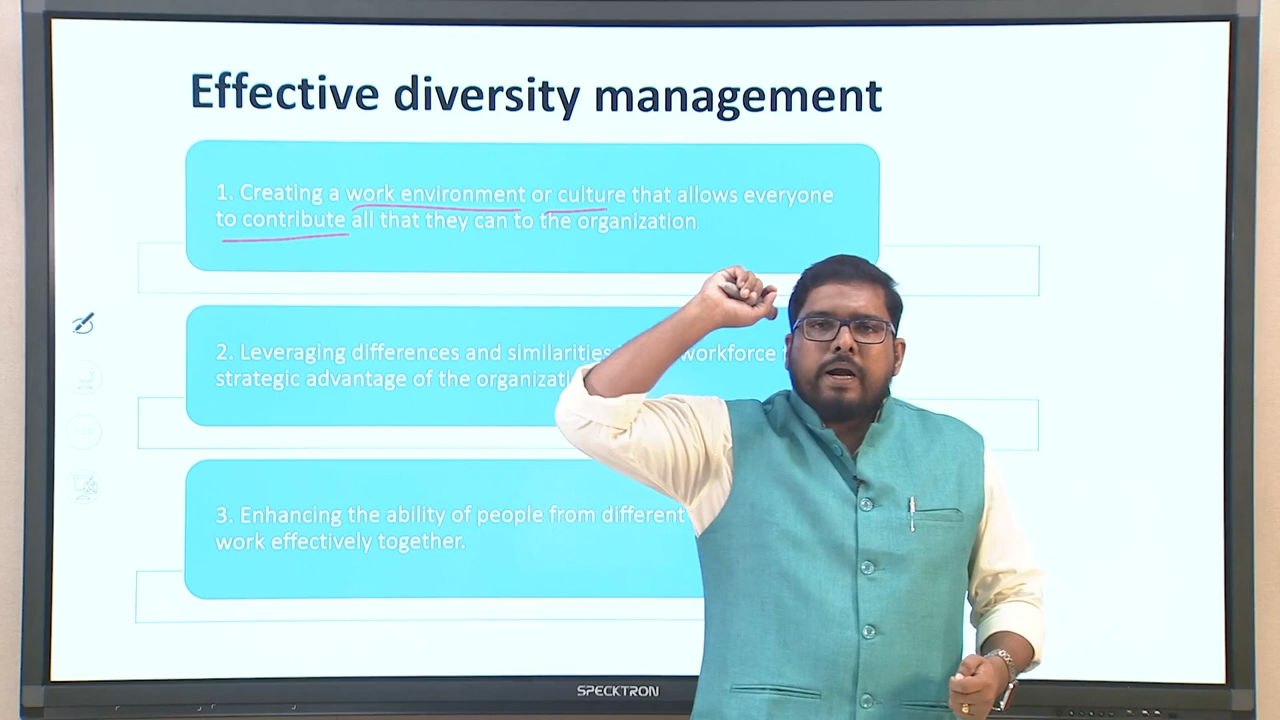 Effective diversity management
1. Creating a work environment or culture that allows everyone
to contribute all that they can to the organization
2. Leveraging differences and similarities workforce
strategic advantage of the
3. Enhancing the ability of people from different
work effectively together.
SPECKTRON